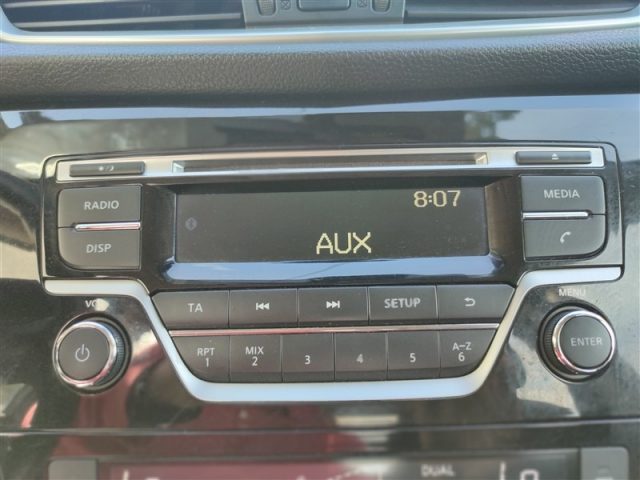 RADIO
MEDIA
8:07
DISP
AUX
VOL
TA
SETUP
MENU
RPT
1
MIX
2
3
4
5
A-Z
6
ENTER
DUAL